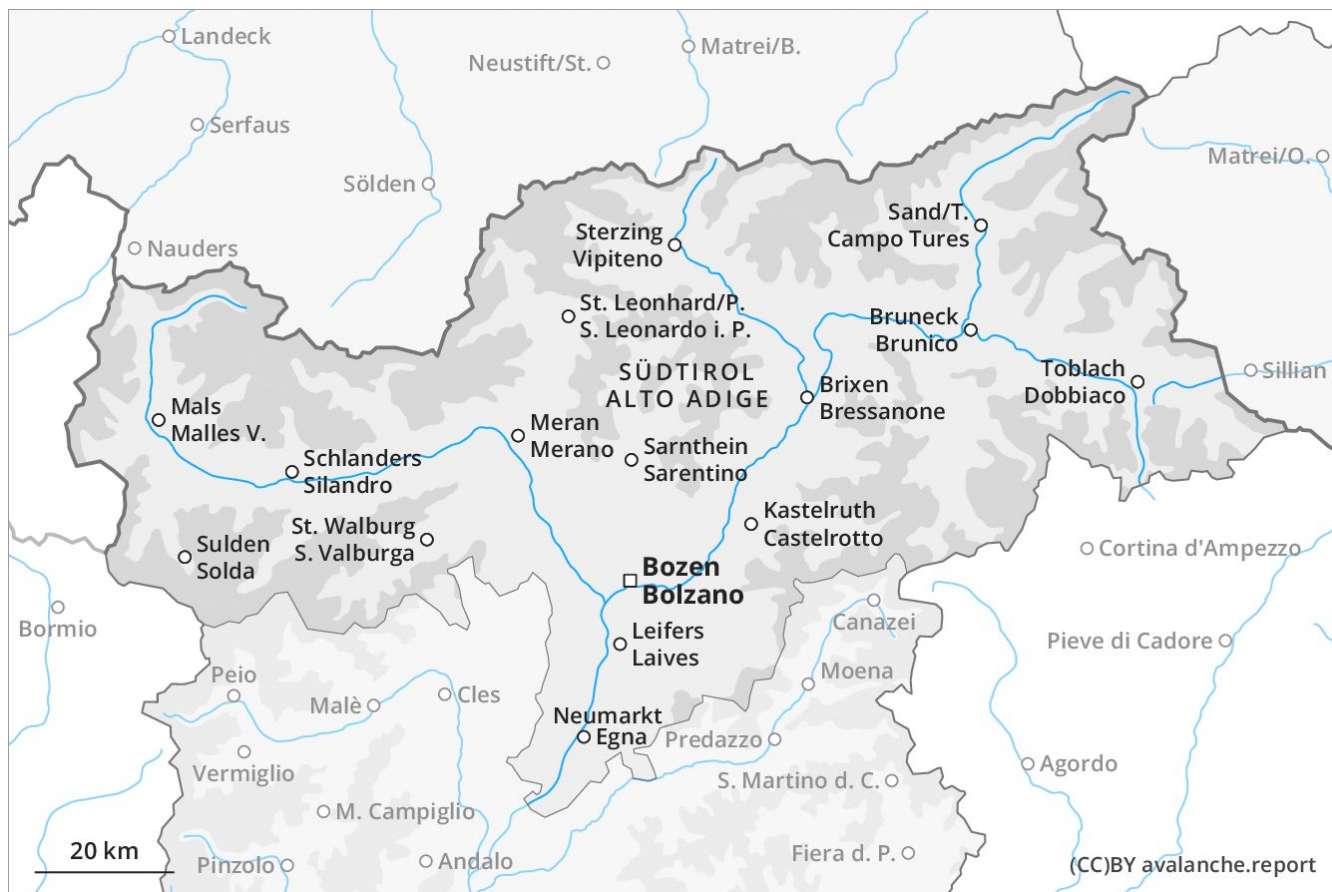 Landeck
Matrei/B.
Neustift/St.
Serfaus
Matrei/O.
Sölden
Sand/T.
Campo Tures
Sterzing
Vipiteno
Nauders
St. Leonhard/P.
S. Leonardo i. P.
Bruneck
Brunico
SÜDTIROL
ALTO ADIGE
Toblach
Dobbiaco
Sillian
Brixen
Bressanone
Mals
Malles V.
Meran
Merano
Schlanders
Silandro
Sarnthein
Sarentino
Kastelruth
Castelrotto
St. Walburg
S. Valburga
Sulden
Solda
Cortina d'Ampezzo
Bozen
Bolzano
Bormio
Canazei
Leifers
Laives
Pieve di Cadore
Peio
Moena
Malè
Cles
Neumarkt
Egna
Predazzo
Vermiglio
Agordo
S. Martino d. C.
M. Campiglio
20 km
Pinzolo
Andalo
Fiera d. P.
(CC)BY avalanche.report